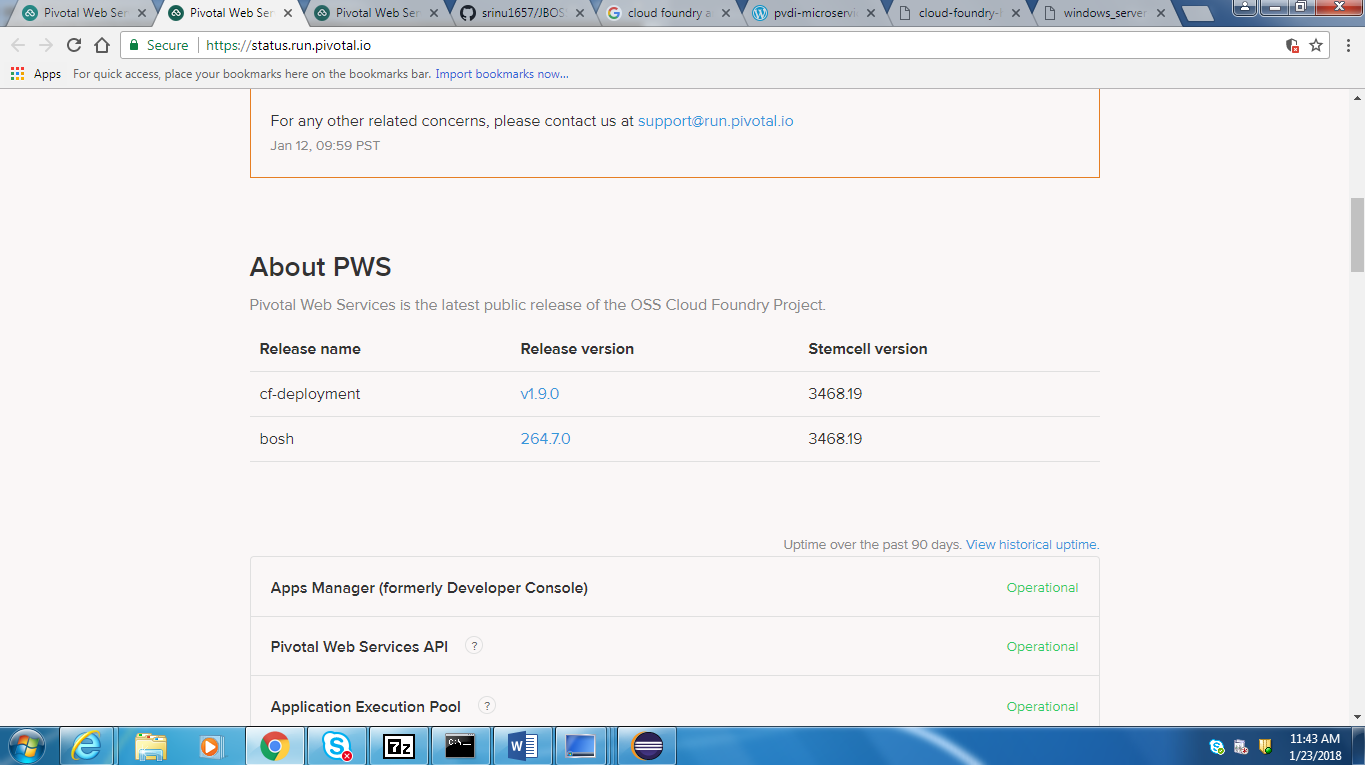 Pivotal Web Ser
Pivotal Web Ser
Pivotal Web Ser
srinu1657/JBOS
cloud foundry a
pvdi-microservi
cloud-foundry-
windows_server
Secure https://status.run.pivotal.io
Apps For quick access, place your bookmarks here on the bookmarks bar. Import bookmarks now...
For any other related concerns, please contact us at support@run.pivotal.io
Jan 12, 09:59 PST
About PWS
Pivotal Web Services is the latest public release of the OSS Cloud Foundry Project.
Release name Release version Stemcell version
cf-deployment v1.9.0 3468.19
bosh 264.7.0 3468.19
Uptime over the past 90 days. View historical uptime.
Apps Manager (formerly Developer Console) Operational
Pivotal Web Services API ? Operational
Application Execution Pool ? Operational
11:43 AM
1/23/2018